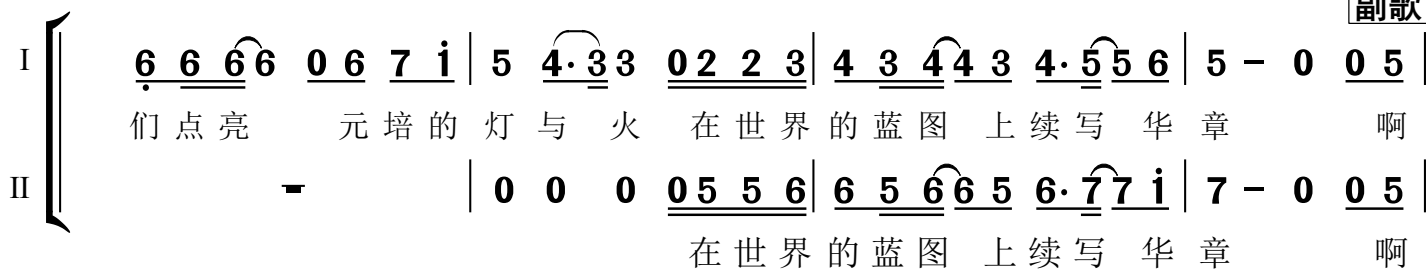 副歌
I 6 6 6 6 0 6 7 i 5 4· 3 3 0 2 2 3 4 3 4 4 3 4· 5 5 6 5 – 0 0 5
们 点 亮 元 培 的 灯 与 火 在 世 界 的 蓝 图 上 续 写 华 章 啊
II - 0 0 0 0 5 5 6 6 5 6 6 5 6· 7 7 i 7 – 0 0 5
在 世 界 的 蓝 图 上 续 写 华 章 啊